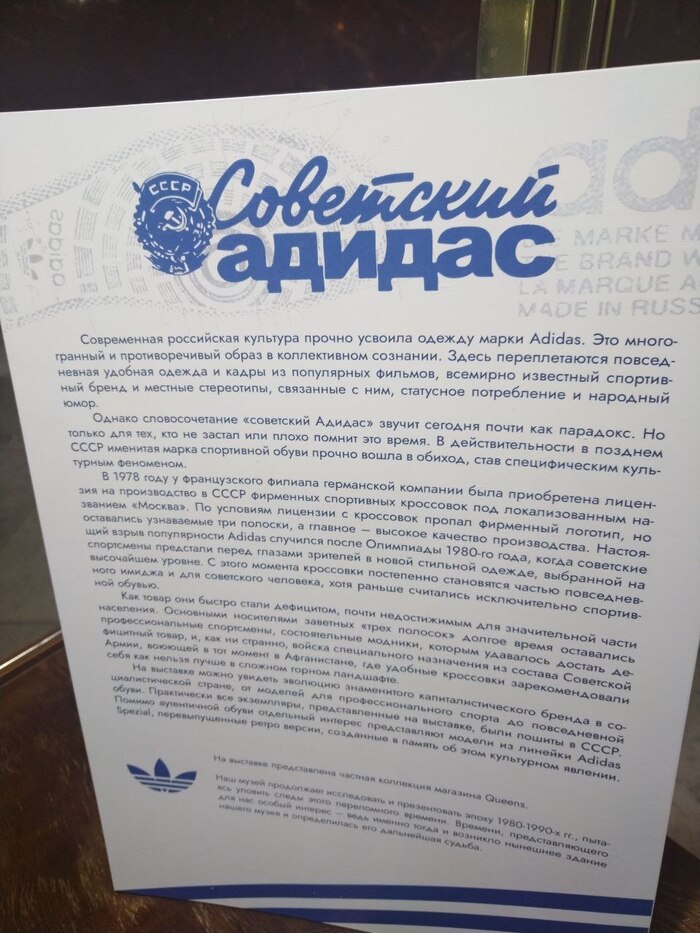 СССР
Советский
адидас
adidas
ad
MARKE M
E BRAND W
LA MARQUE A
MADE IN RUSS
Современная российская культура прочно усвоила одежду марки Adidas. Это много-
гранный и противоречивый образ в коллективном сознании. Здесь переплетаются повсед-
невная удобная одежда и кадры из популярных фильмов, всемирно известный спортив-
ный бренд и местные стереотипы, связанные с ним, статусное потребление и народный
юмор.
Однако словосочетание «советский Адидас» звучит сегодня почти как парадокс. Но
только для тех, кто не застал или плохо помнит это время. В действительности в позднем
СССР именитая марка спортивной обуви прочно вошла в обиход, став специфическим куль-
турным феноменом.
В 1978 году у французского филиала германской компании была приобретена лицен-
зия на производство в СССР фирменных спортивных кроссовок под локализованным на-
званием «Москва». По условиям лицензии с кроссовок пропал фирменный логотип, но
оставались узнаваемые три полоски, а главное — высокое качество производства. Настоя-
щий взрыв популярности Adidas случился после Олимпиады 1980-го года, когда советские
спортсмены предстали перед глазами зрителей в новой стильной одежде, выбранной на
высочайшем уровне. С этого момента кроссовки постепенно становятся частью повседнев-
ного имиджа и для советского человека, хотя раньше считались исключительно спортив-
ной обувью.
Как товар они быстро стали дефицитом, почти недостижимым для значительной части
населения. Основными носителями заветных «трех полосок» долгое время оставались
профессиональные спортсмены, состоятельные модники, которым удавалось достать де-
фицитный товар, и, как ни странно, войска специального назначения из состава Советской
Армии, воюющей в тот момент в Афганистане, где удобные кроссовки зарекомендовали
себя как нельзя лучше в сложном горном ландшафте.
На выставке можно увидеть эволюцию знаменитого капиталистического бренда в со-
циалистической стране, от моделей для профессионального спорта до повседневной
обуви. Практически все экземпляры, представленные на выставке, были пошиты в СССР.
Помимо аутентичной обуви отдельный интерес представляют модели из линейки Adidas
Spezial, перевыпущенные ретро версии, созданные в память об этом культурном явлении.
На выставке представлена частная коллекция магазина Queens.
Наш музей продолжает исследовать и презентовать эпоху 1980-1990-х гг., пыта-
ясь уловить следы этого переломного времени. Времени, представляющего
для нас особый интерес — ведь именно тогда и возникло нынешнее здание
нашего музея и определилась его дальнейшая судьба.